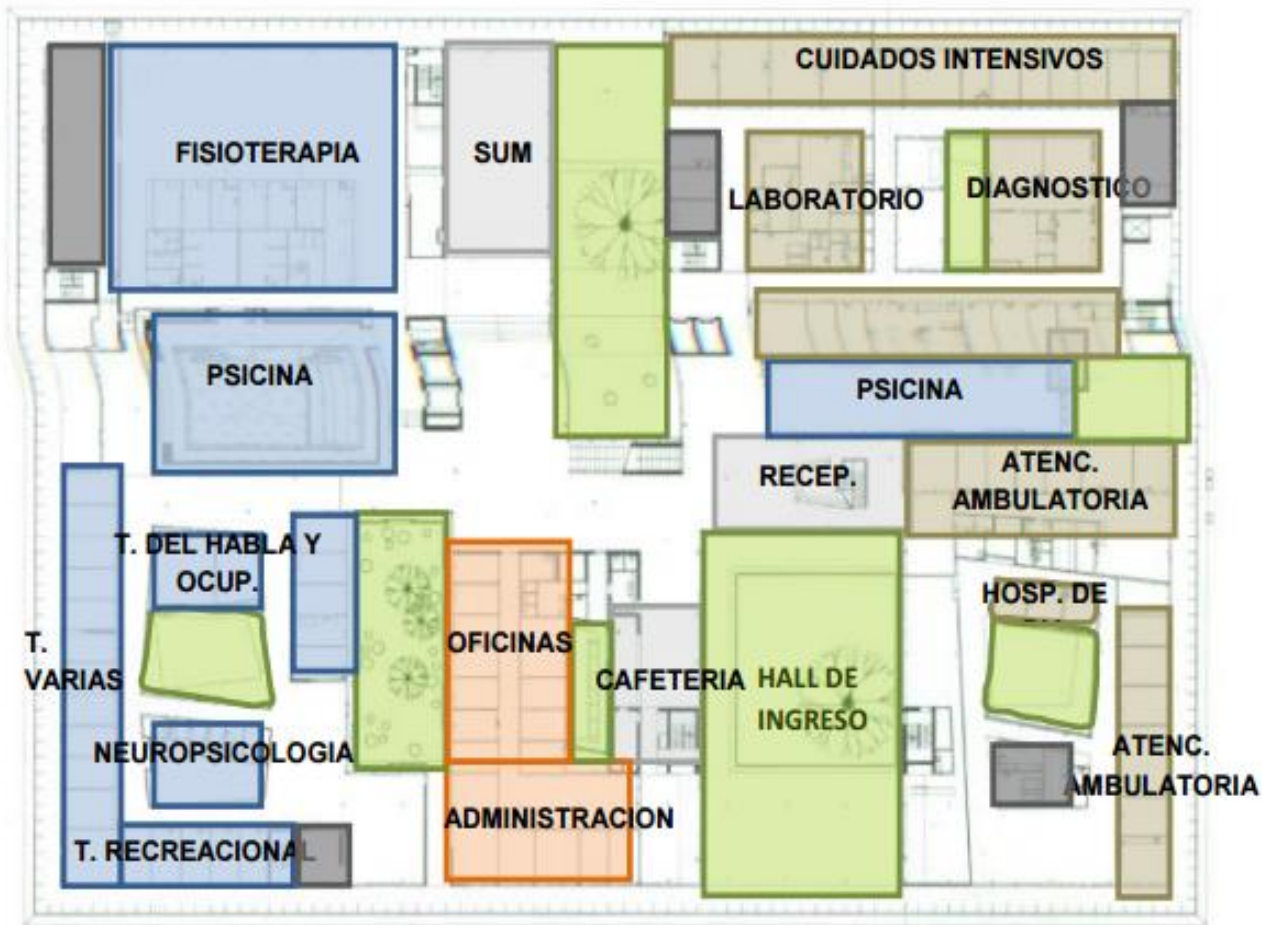 CUIDADOS INTENSIVOS
FISIOTERAPIA
SUM
LABORATORIO
DIAGNOSTICO
PSICINA
PSICINA
RECEP.
ATENC.
AMBULATORIA
T. DEL HABLA Y
OCUP.
T.
VARIAS
OFICINAS
CAFETERIA
HALL DE
INGRESO
HOSP. DE
NEUROPSICOLOGIA
ATENC.
AMBULATORIA
ADMINISTRACION
T. RECREACIONAL